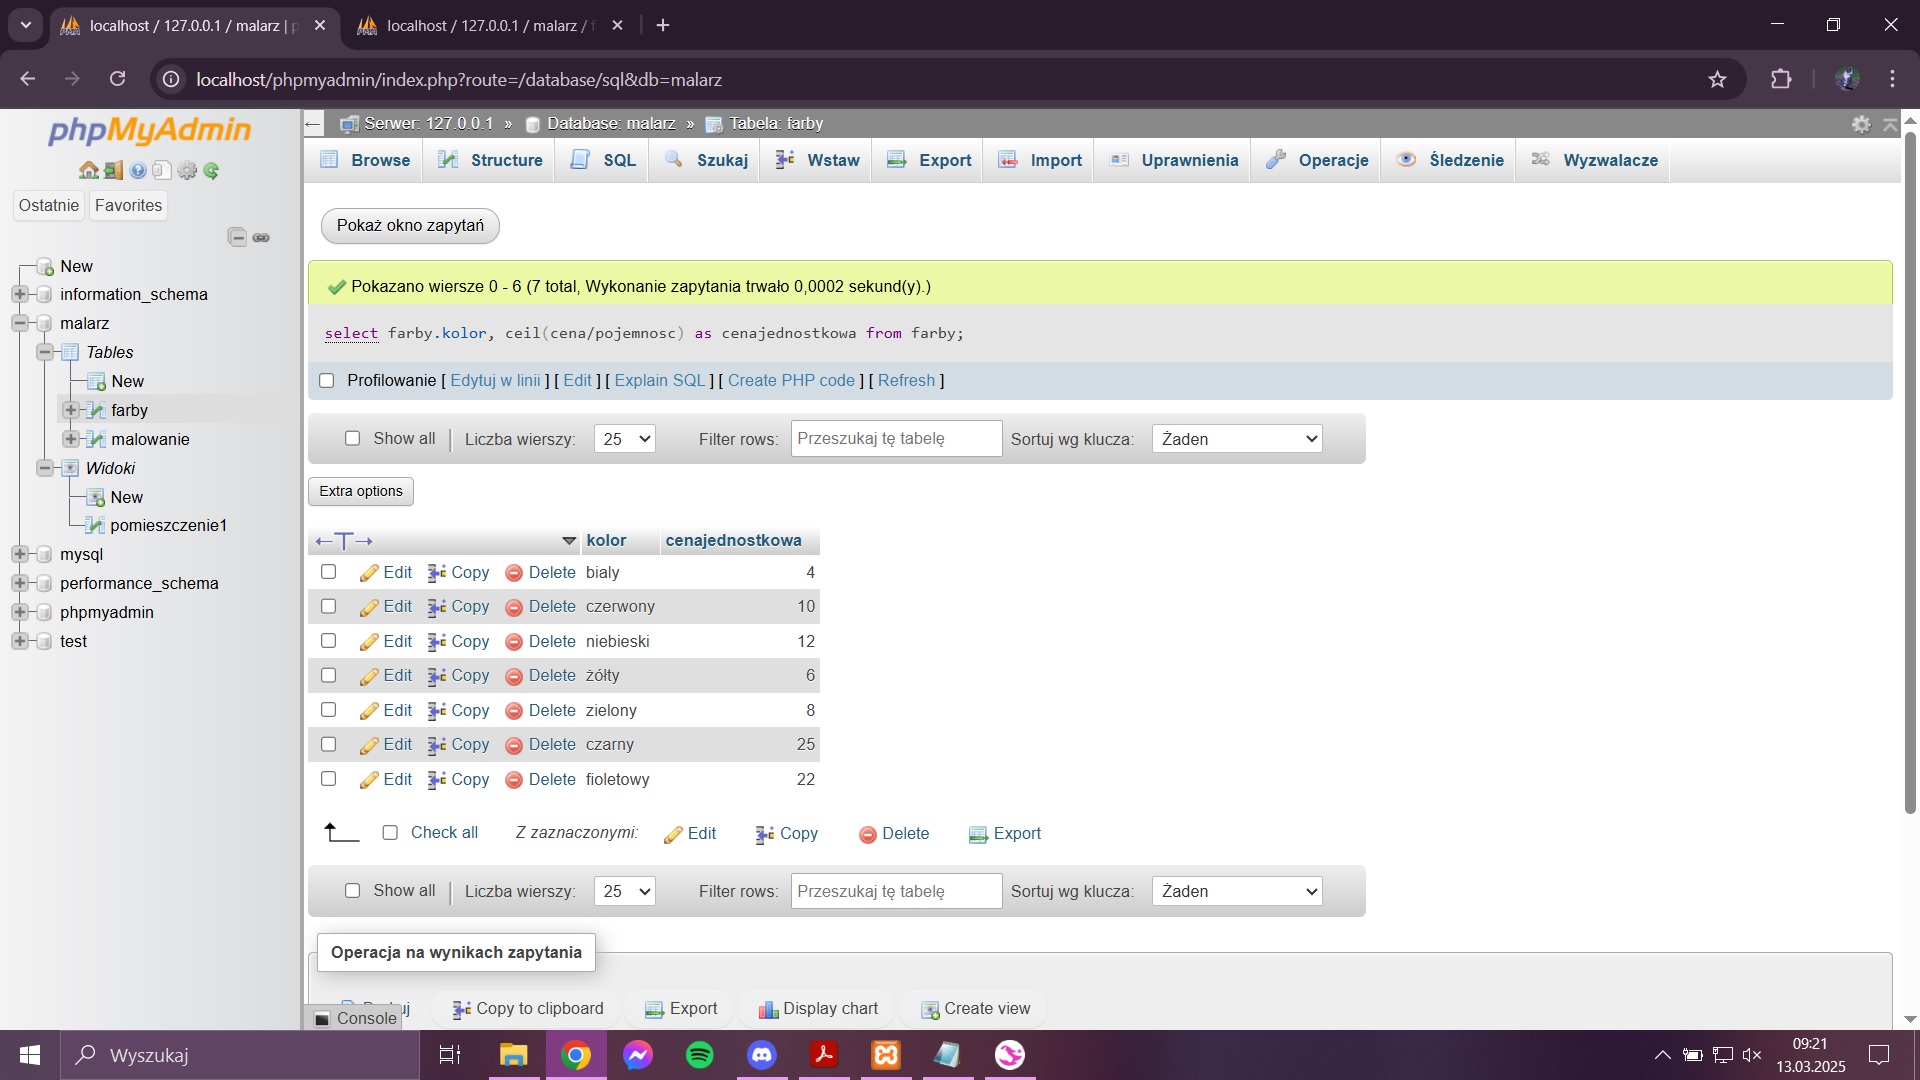 localhost / 127.0.0.1 / malarz | p
localhost / 127.0.0.1 / malarz / f
localhost/phpmyadmin/index.php?route=/database/sql&db=malarz
phpMyAdmin
Ostatnie Favorites
New
information_schema
malarz
Tables
New
farby
malowanie
Widoki
New
pomieszczenie1
mysql
performance_schema
phpmyadmin
test
Serwer: 127.0.0.1 » Database: malarz » Tabela: farby
Browse Structure SQL Szukaj Wstaw Export Import Uprawnienia Operacje Śledzenie Wyzwalacze
Pokaż okno zapytań
Pokazano wiersze 0 - 6 (7 total, Wykonanie zapytania trwało 0,0002 sekund(y).)
select farby.kolor, ceil(cena/pojemnosc) as cenajednostkowa from farby;
Profilowanie [ Edytuj w linii ] [ Edit ] [ Explain SQL ] [ Create PHP code ] [ Refresh ]
Show all | Liczba wierszy: 25 Filter rows: Przeszukaj tę tabelę Sortuj wg klucza: Żaden
Extra options
←T→ kolor cenajednostkowa
Edit Copy Delete bialy 4
Edit Copy Delete czerwony 10
Edit Copy Delete niebieski 12
Edit Copy Delete żółty 6
Edit Copy Delete zielony 8
Edit Copy Delete czarny 25
Edit Copy Delete fioletowy 22
Check all Z zaznaczonymi: Edit Copy Delete Export
Show all | Liczba wierszy: 25 Filter rows: Przeszukaj tę tabelę Sortuj wg klucza: Żaden
Operacja na wynikach zapytania
Copy to clipboard Export Display chart Create view
Console
Wyszukaj
09:21
13.03.2025